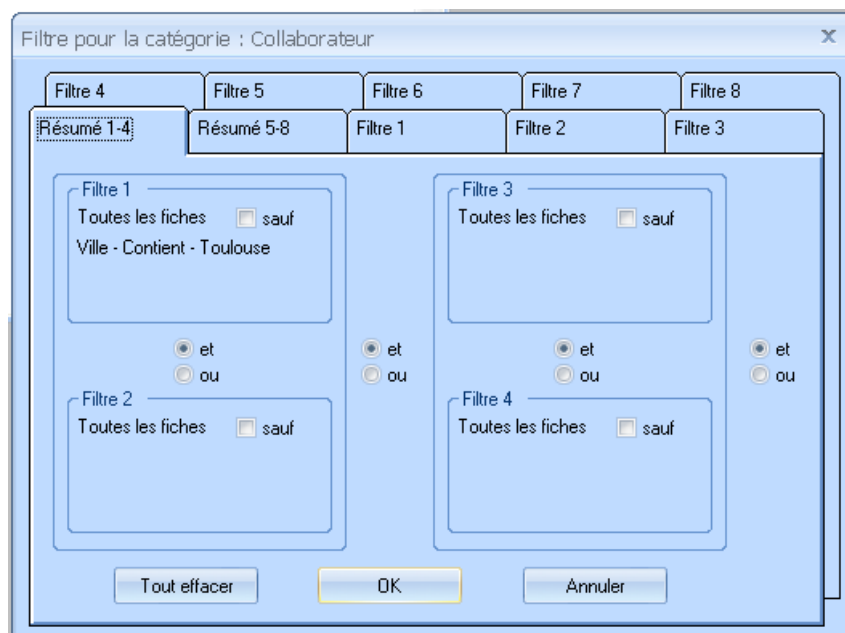 Filtre pour la catégorie : Collaborateur
x
Filtre 4
Filtre 5
Filtre 6
Filtre 7
Filtre 8
Résumé 1-4
Résumé 5-8
Filtre 1
Filtre 2
Filtre 3
Filtre 1
Toutes les fiches sauf
Ville - Contient - Toulouse
Filtre 3
Toutes les fiches sauf
et
ou
et
ou
et
ou
et
ou
Filtre 2
Toutes les fiches sauf
Filtre 4
Toutes les fiches sauf
Tout effacer
OK
Annuler